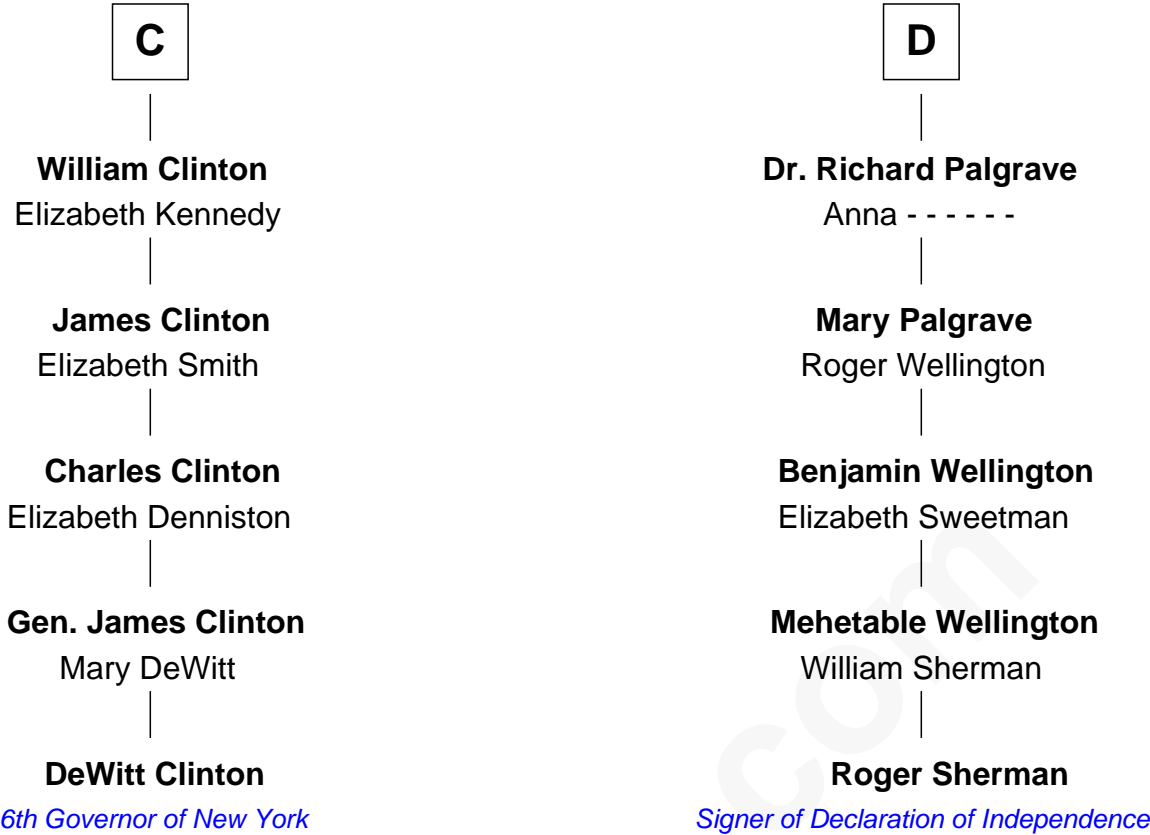 C
William Clinton
Elizabeth Kennedy
James Clinton
Elizabeth Smith
Charles Clinton
Elizabeth Denniston
Gen. James Clinton
Mary DeWitt
DeWitt Clinton
6th Governor of New York
D
Dr. Richard Palgrave
Anna - - - - - -
Mary Palgrave
Roger Wellington
Benjamin Wellington
Elizabeth Sweetman
Mehetable Wellington
William Sherman
Roger Sherman
Signer of Declaration of Independence
com